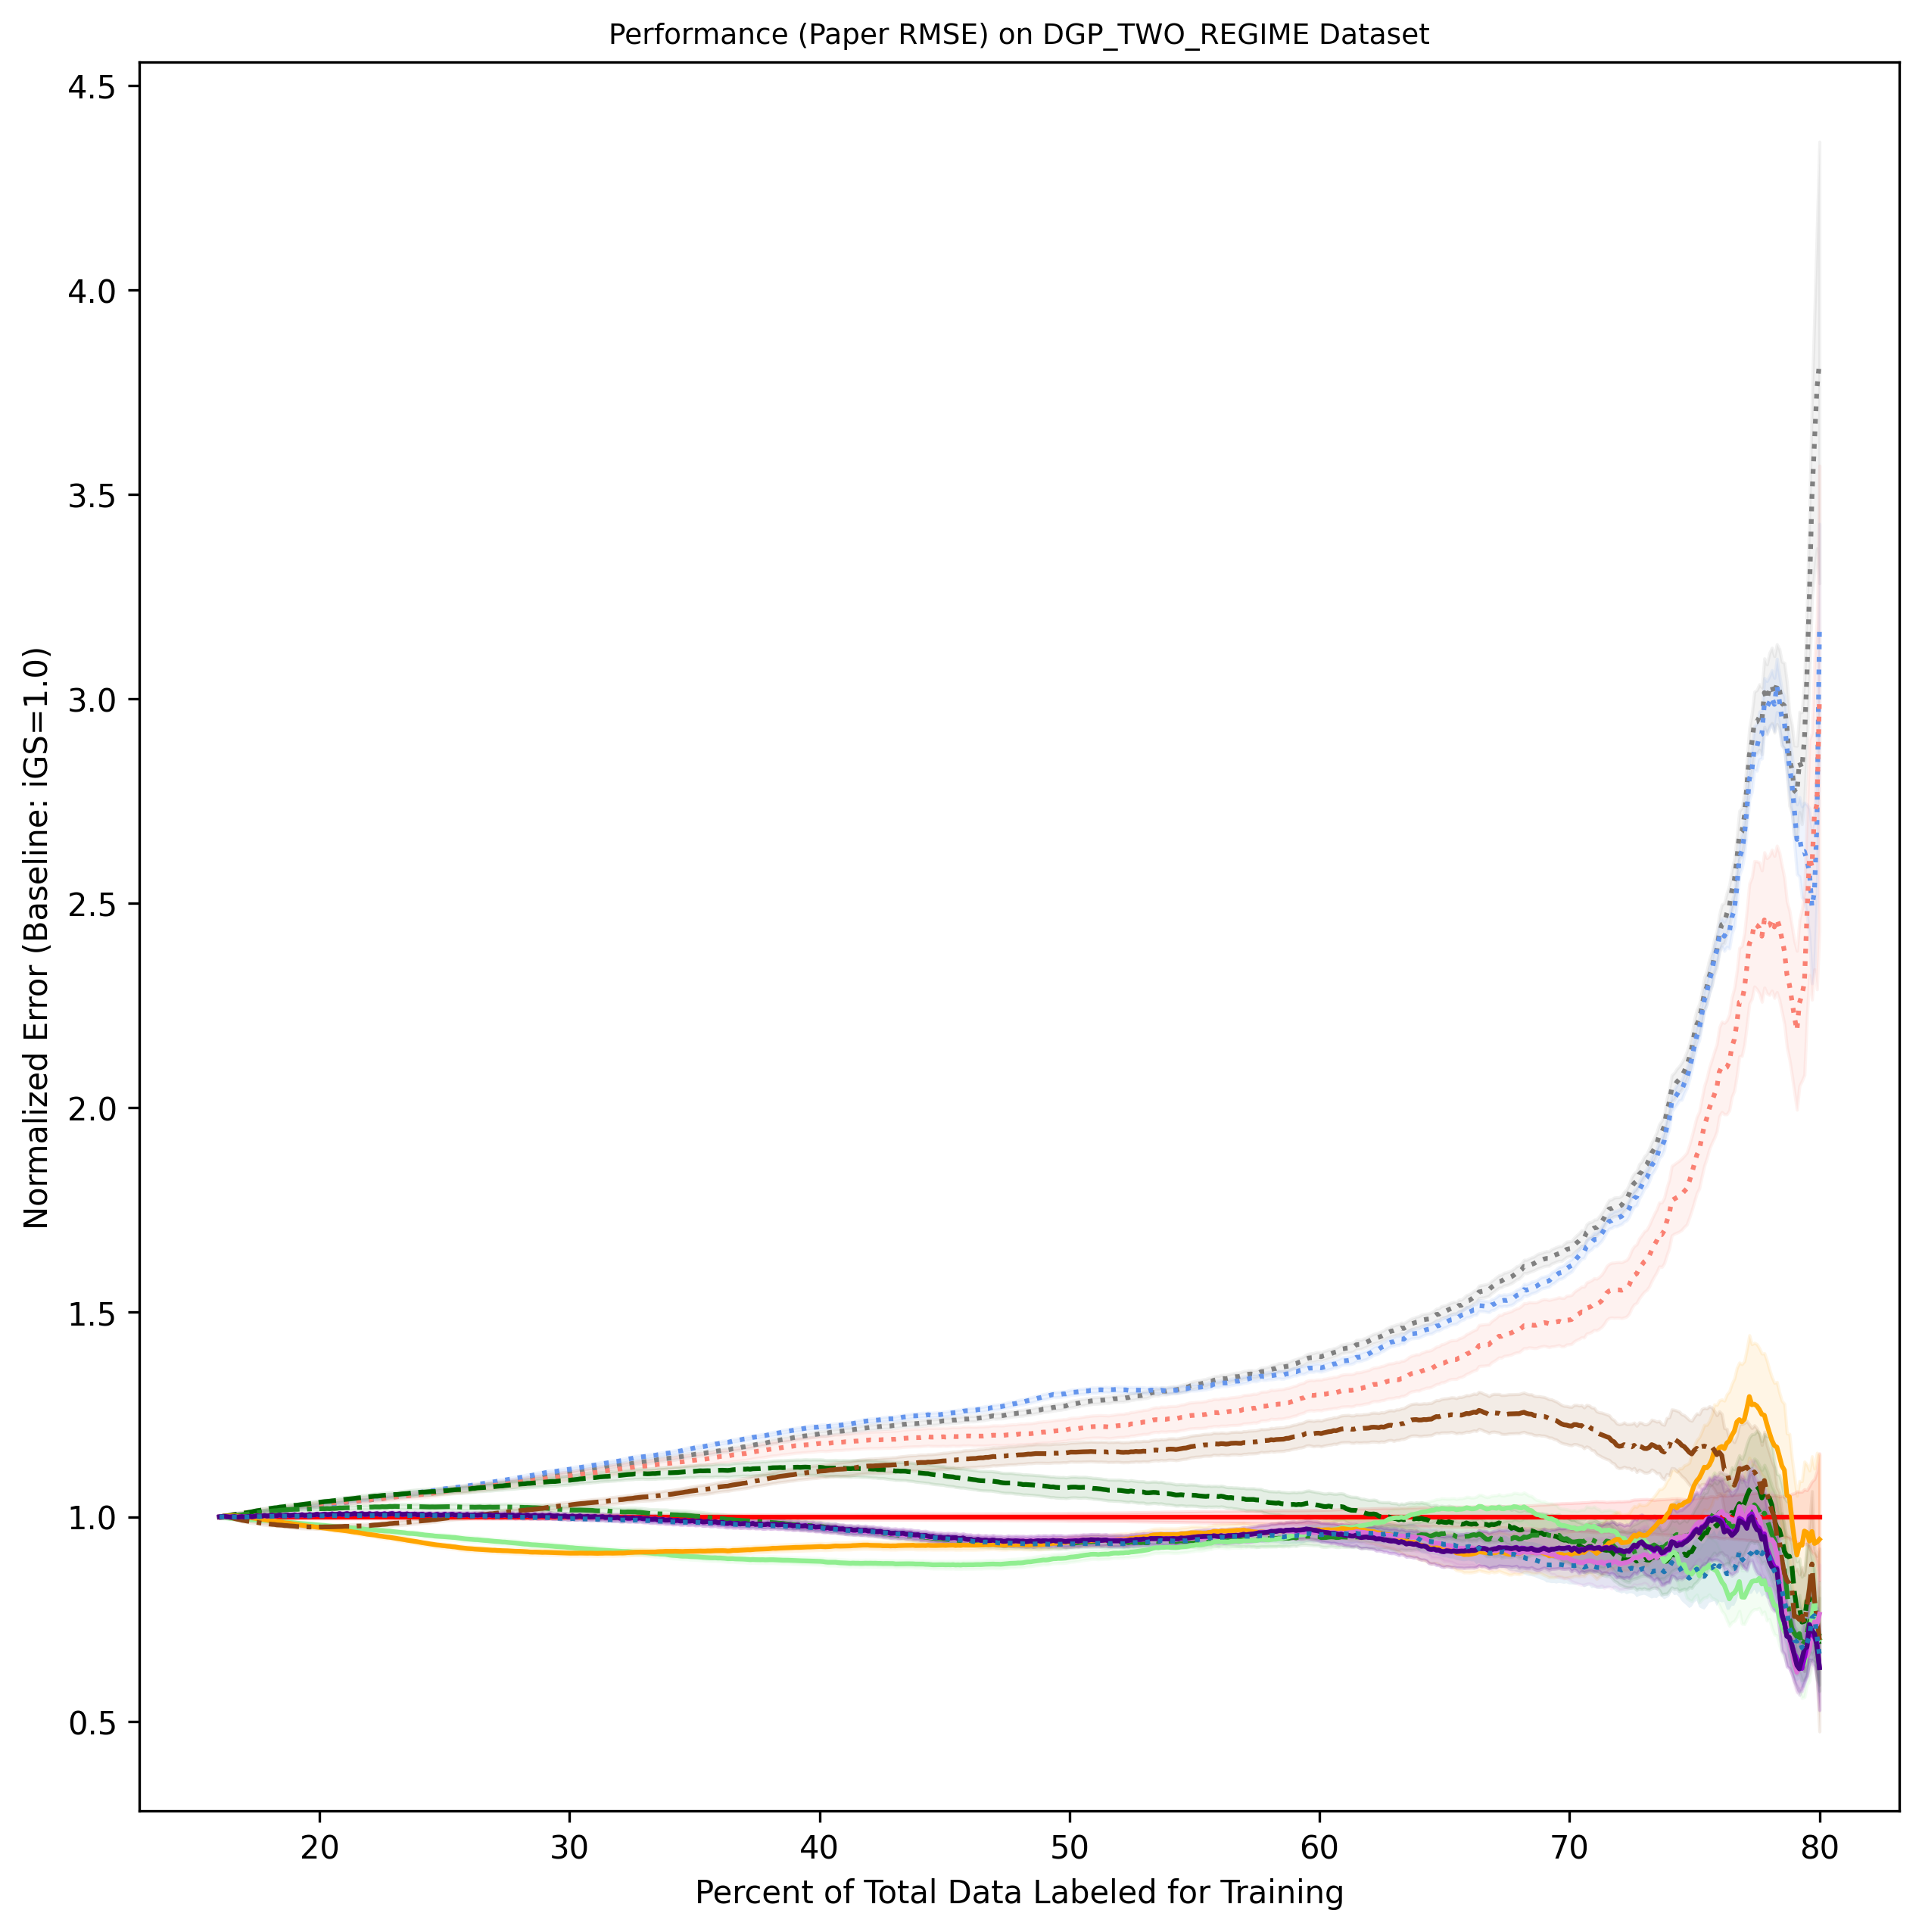 Performance (Paper RMSE) on DGP_TWO_REGIME Dataset
Normalized Error (Baseline: iGS=1.0)
4.5
4.0
3.5
3.0
2.5
2.0
1.5
1.0
0.5
20 30 40 50 60 70 80
Percent of Total Data Labeled for Training